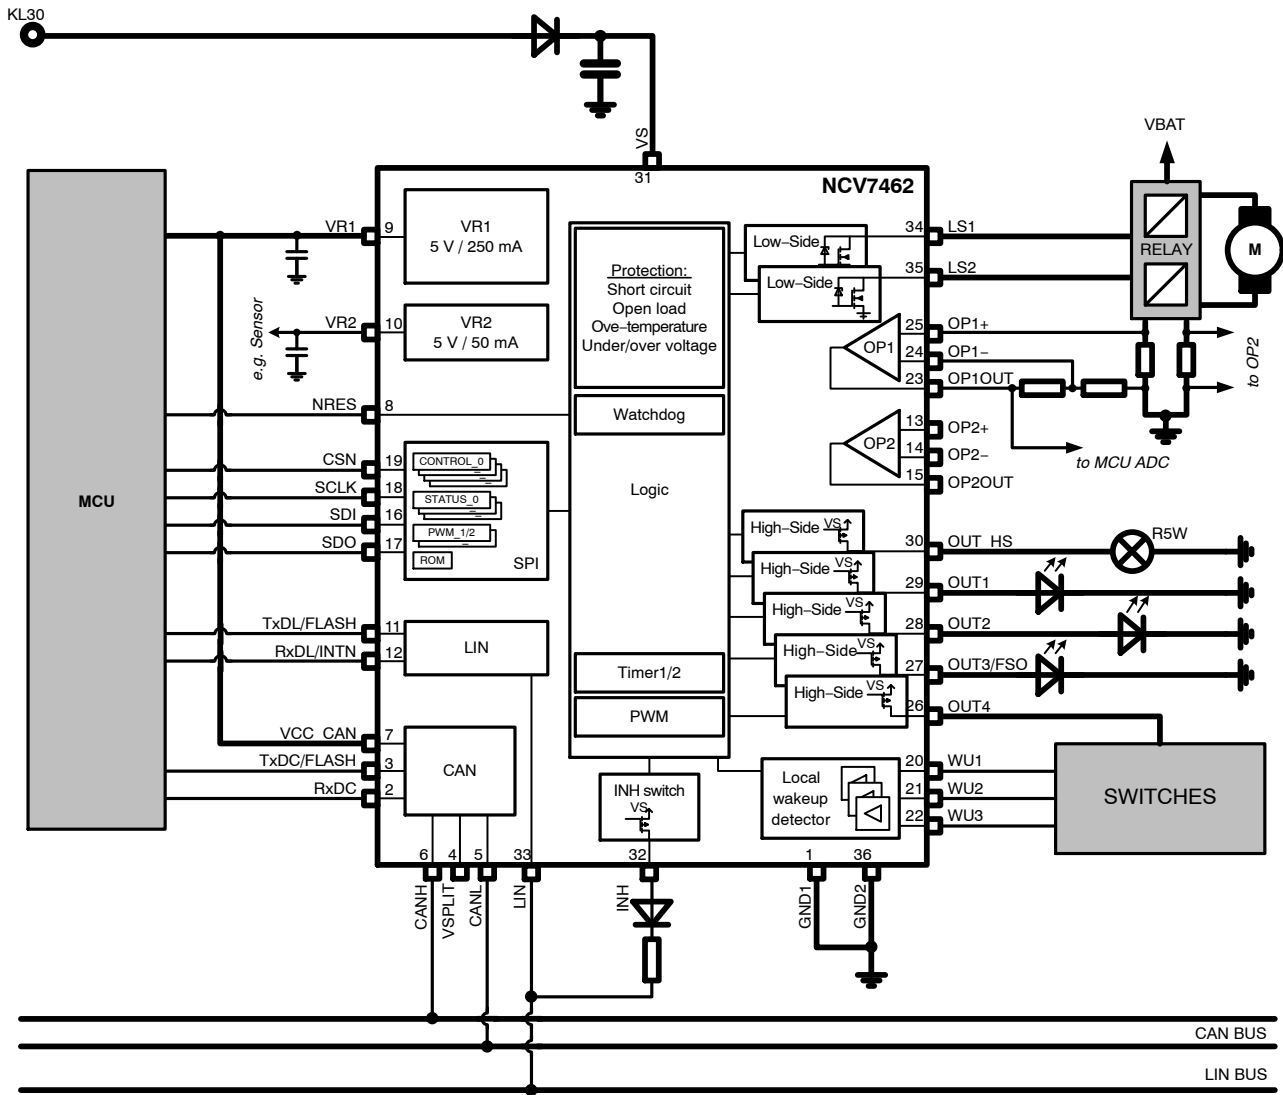 KL30
VS
31
NCV7462
VBAT
VR1
9
VR1
5 V / 250 mA
Protection:
Short circuit
Open load
Ove-temperature
Under/over voltage
Low-Side
34
LS1
Low-Side
35
LS2
RELAY
M
e.g. Sensor
VR2
10
VR2
5 V / 50 mA
OP1
25
OP1+
24
OP1-
23
OP1OUT
to OP2
to MCU ADC
NRES
8
Watchdog
OP2
13
OP2+
14
OP2-
15
OP2OUT
MCU
CSN
19
SCLK
18
SDI
16
SDO
17
CONTROL_0
STATUS_0
PWM_1/2
ROM
SPI
Logic
High-Side
VS
30
OUT_HS
R5W
High-Side
VS
29
OUT1
High-Side
VS
28
OUT2
High-Side
VS
27
OUT3/FSO
High-Side
VS
26
OUT4
TxDL/FLASH
11
RxDL/INTN
12
LIN
Timer1/2
PWM
VCC_CAN
7
TxDC/FLASH
3
RxDC
2
CAN
INH switch
VS
Local
wakeup
detector
20
WU1
21
WU2
22
WU3
SWITCHES
6
4
5
33
32
1
36
CANH
VSPLIT
CANL
LIN
INH
GND1
GND2
CAN BUS
LIN BUS